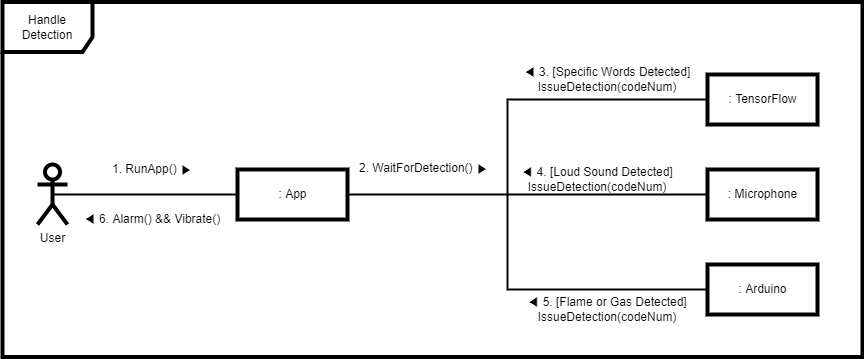 Handle
Detection
◀ 3. [Specific Words Detected]
IssueDetection(codeNum)
: TensorFlow
1. RunApp() ▶
2. WaitForDetection() ▶
◀ 4. [Loud Sound Detected]
IssueDetection(codeNum)
: App
: Microphone
◀ 6. Alarm() && Vibrate()
User
: Arduino
◀ 5. [Flame or Gas Detected]
IssueDetection(codeNum)